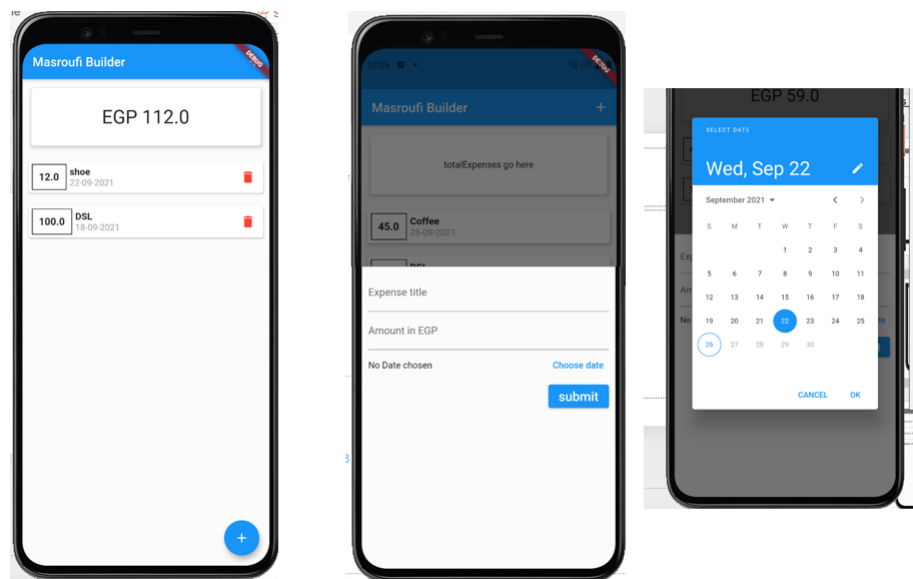 DEBUG
Masroufi Builder
EGP 112.0
12.0 shoe
22-09-2021
100.0 DSL
18-09-2021
+
10:05
DEBUG
Masroufi Builder +
totalExpenses go here
45.0 Coffee
26-09-2021
DSL
Expense title
Amount in EGP
No Date chosen Choose date
submit
EGP 59.0
SELECT DATE
Wed, Sep 22
September 2021
S M T W T F S
1 2 3 4
5 6 7 8 9 10 11
12 13 14 15 16 17 18
19 20 21 22 23 24 25
26 27 28 29 30
CANCEL OK
No